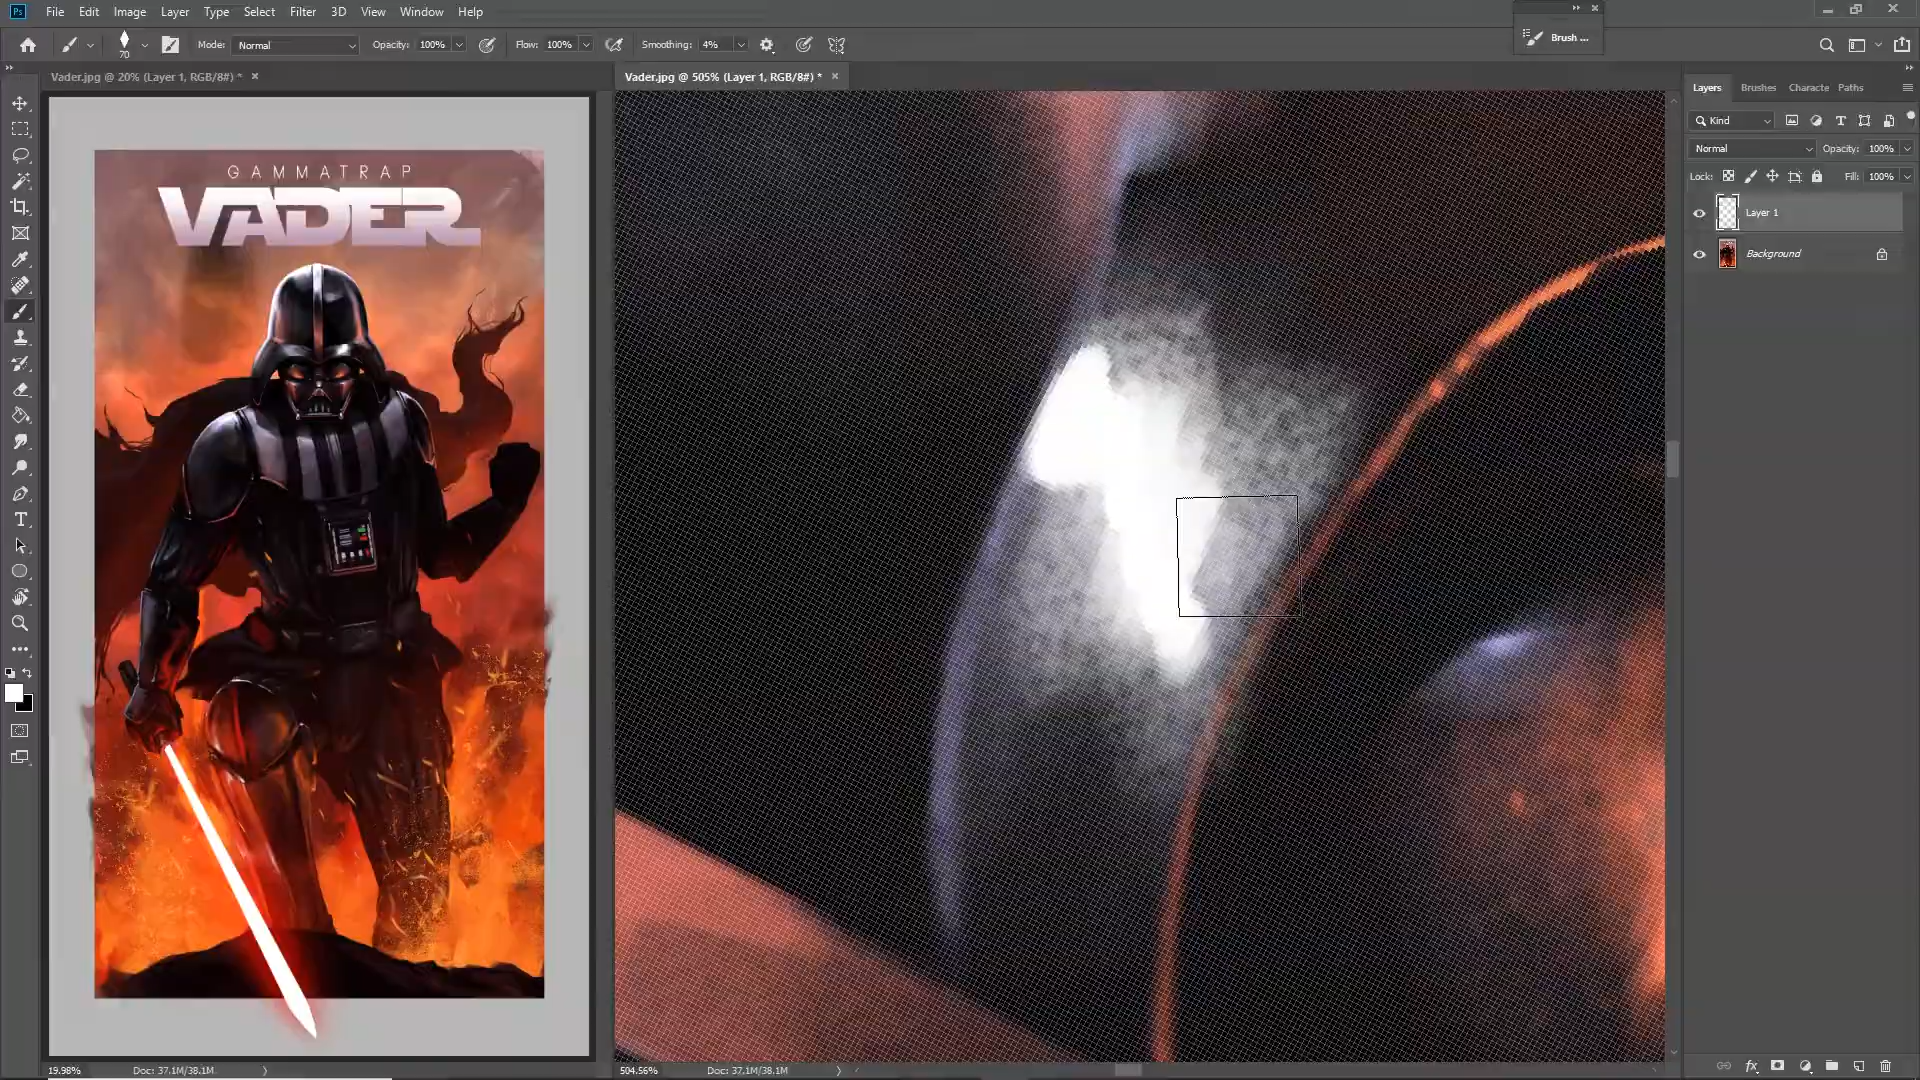 Ps File Edit Image Layer Type Select Filter 3D View Window Help
Brush ...
70 Mode: Normal Opacity: 100% Flow: 100% Smoothing: 4%
Vader.jpg @ 20% (Layer 1, RGB/8#) *
Vader.jpg @ 505% (Layer 1, RGB/8#) *
Layers Brushes Characte Paths
Kind
Normal Opacity: 100%
Lock: Fill: 100%
Layer 1
Background
GAMMATRAP
VADER
19.98% Doc: 37.1M/38.1M
504.56% Doc: 37.1M/38.1M